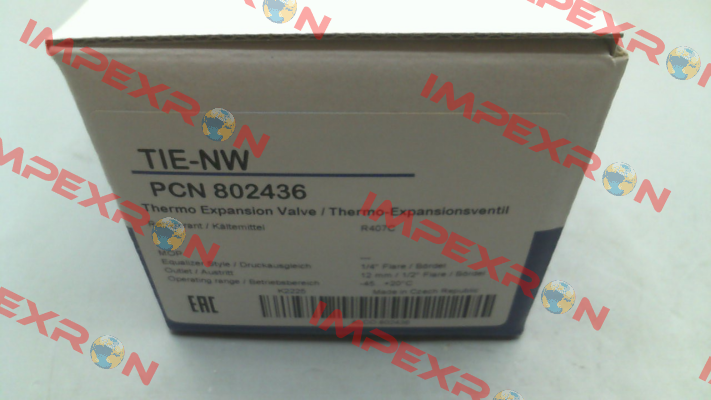 TIE-NW
PCN 802436
Thermo Expansion Valve / Thermo-Expansionsventil
/ Kältemittel R407C
MOP ---
Equalizer Style / Druckausgleich 1/4" Flare / Bördel
Outlet / Austritt 12 mm / 1/2" Flare / Bördel
Operating range / Betriebsbereich -45...+20°C
K2225 Made in Czech Republic
EAC
IMPEXRON
IMPEXRON
IMPEXRON
IMPEXRON
IMPEXRON